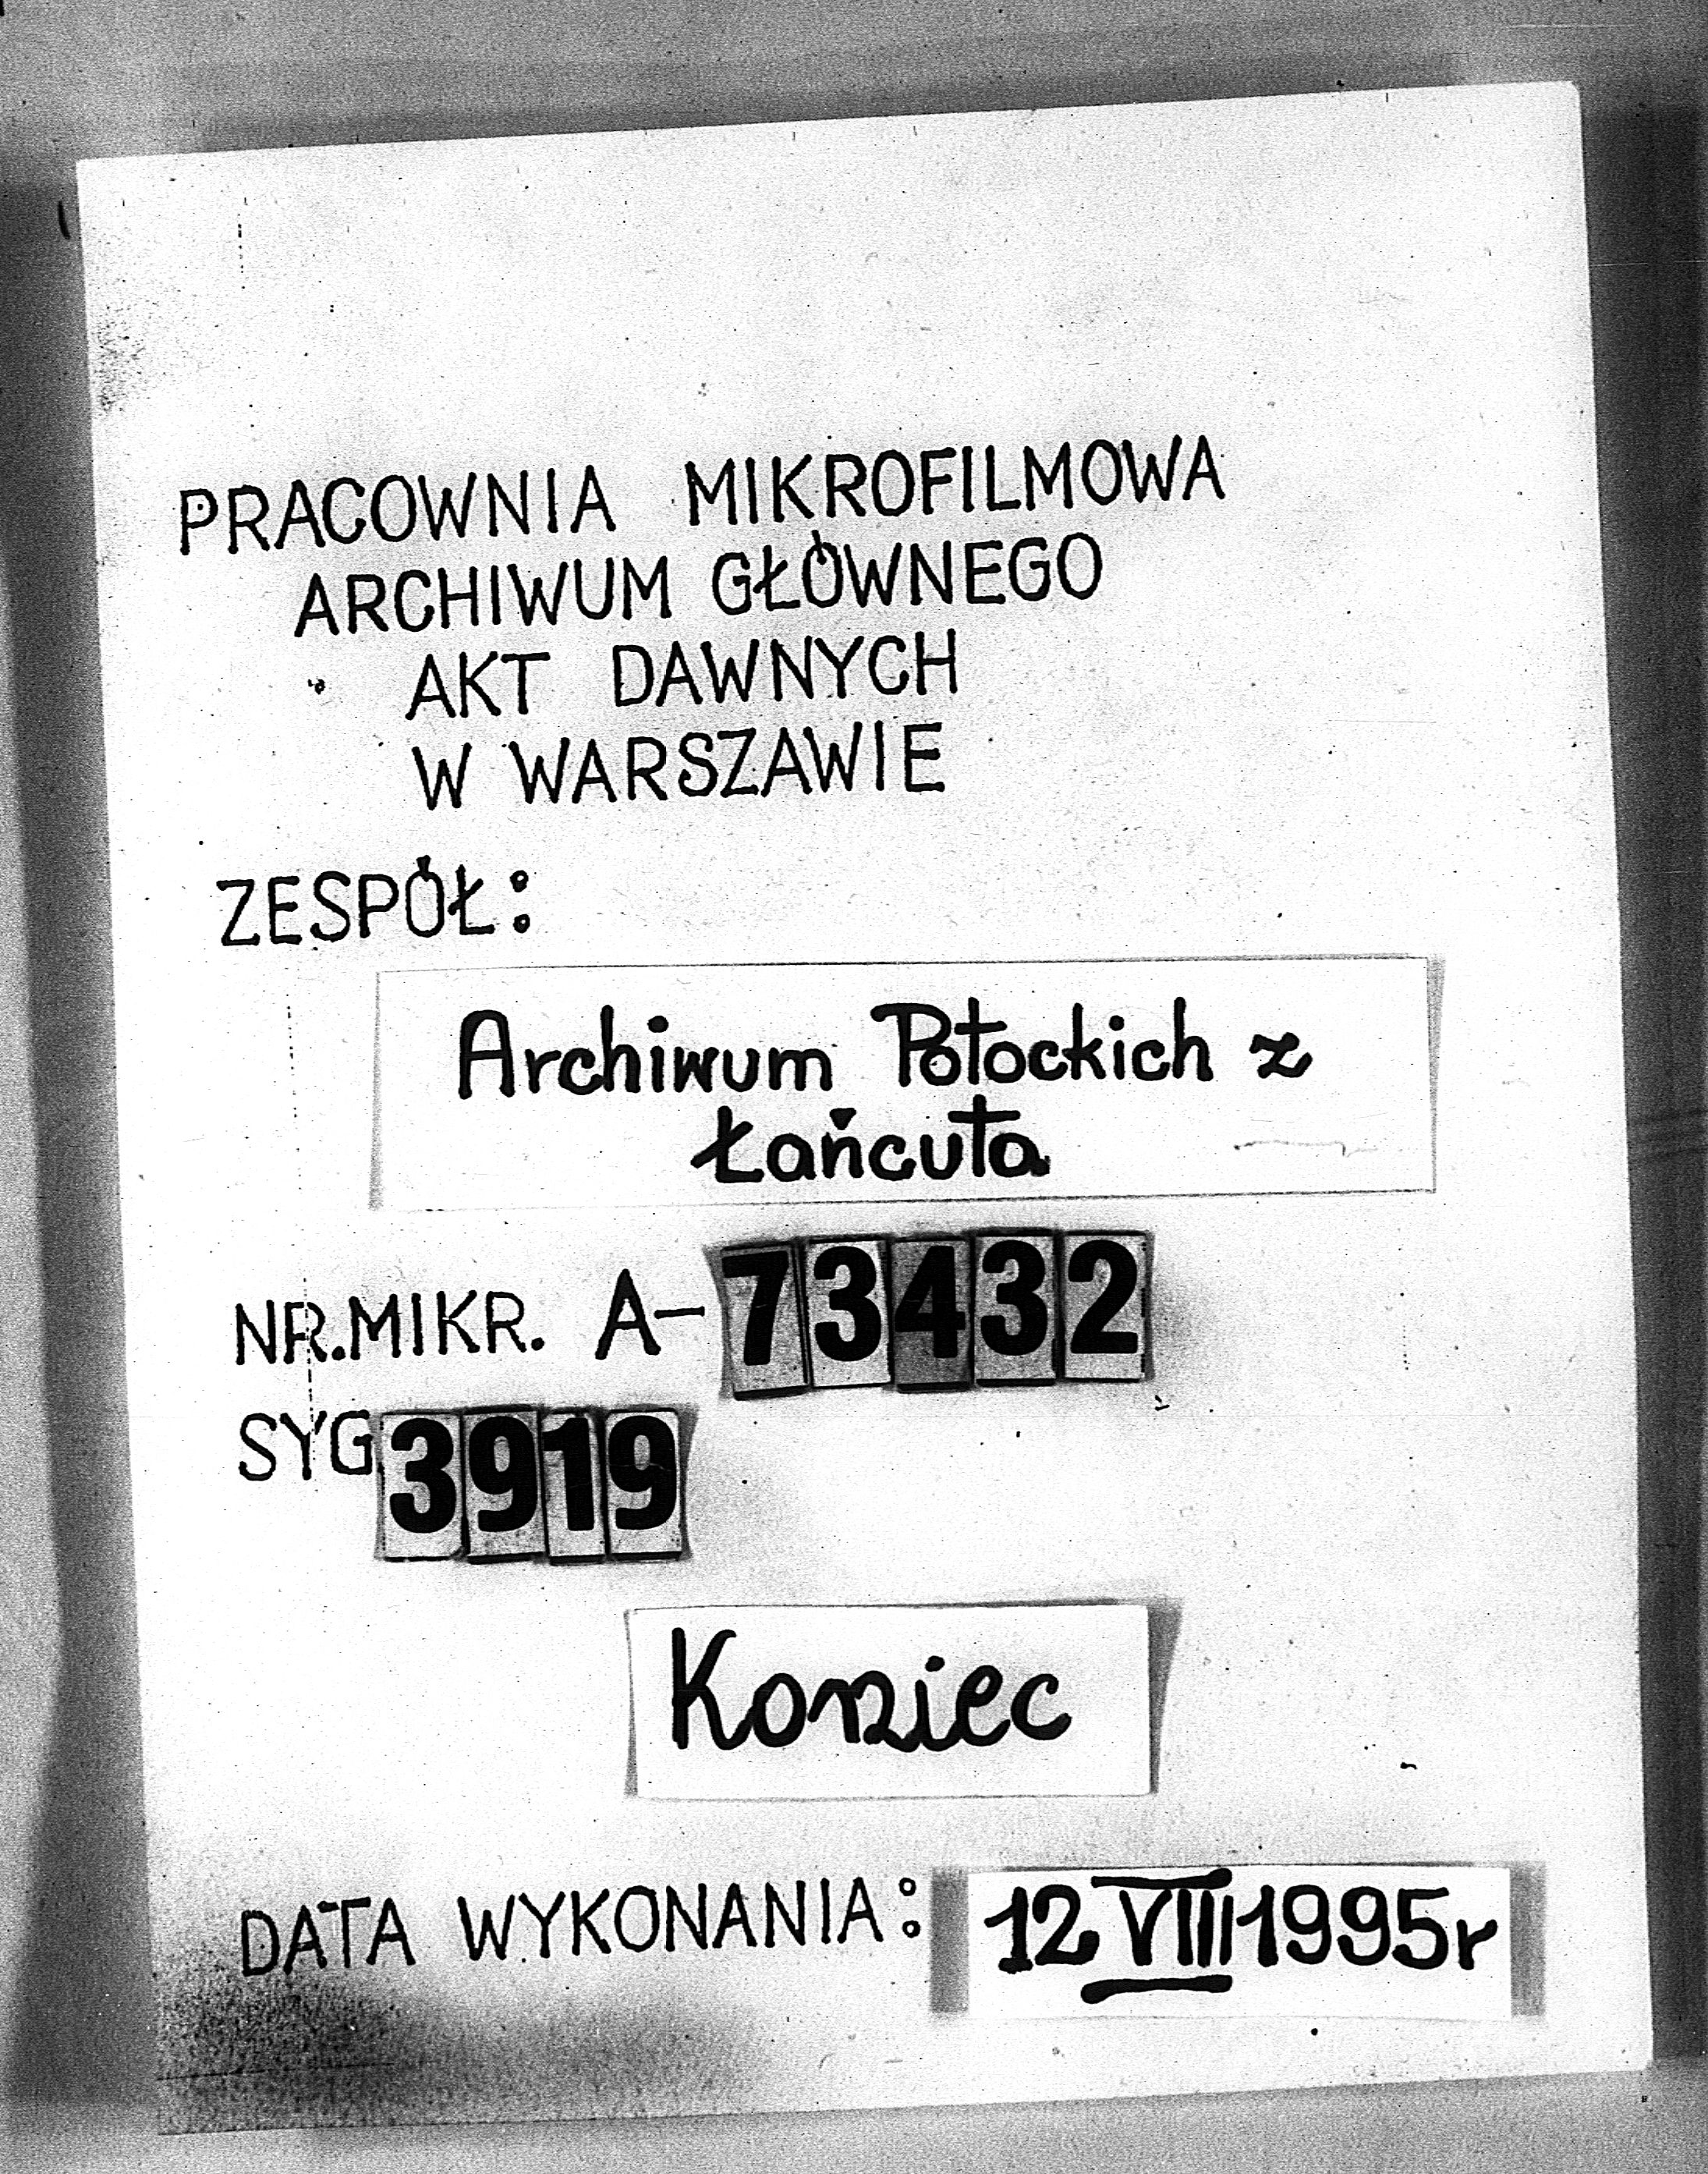 PRACOWNIA MIKROFILMOWA
ARCHIWUM GŁÓWNEGO
AKT DAWNYCH
W WARSZAWIE
ZESPÓŁ:
Archiwum Potockich z
Łańcuta
NR.MIKR. A-73432
SYG 3919
Koniec
DATA WYKONANIA: 12 VIII 1995r